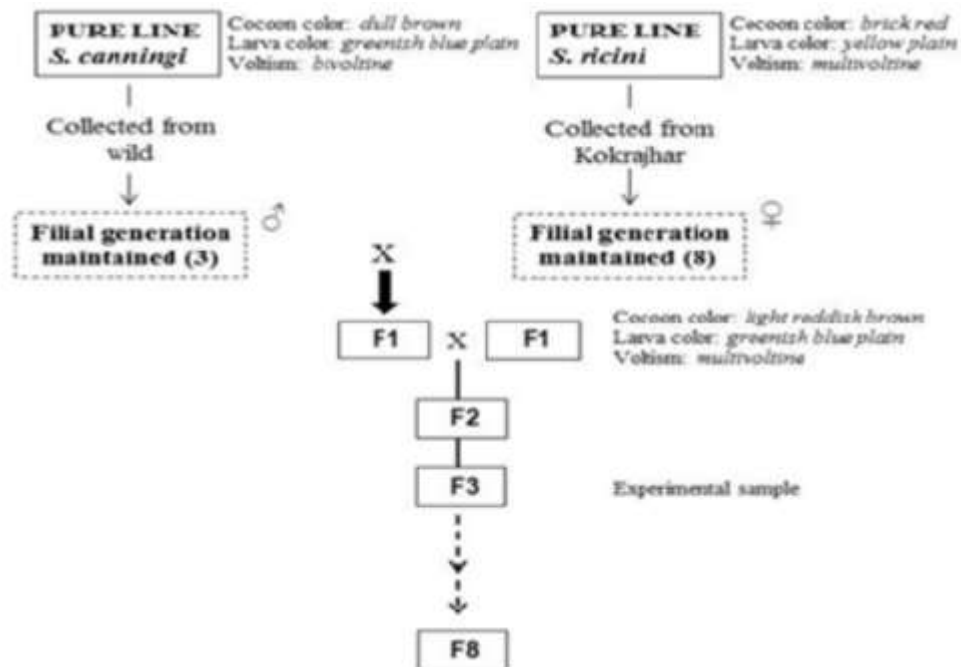 PURE LINE
S. canningi
Cocoon color: dull brown
Larva color: greenish blue plain
Voltism: bivoltine
PURE LINE
S. ricini
Cocoon color: brick red
Larva color: yellow plain
Voltism: multivoltine
Collected from
wild
Collected from
Kokrajhar
♂
♀
Filial generation
maintained (3)
Filial generation
maintained (8)
X
F1 X F1
Cocoon color: light reddish brown
Larva color: greenish blue plain
Voltism: multivoltine
F2
F3
Experimental sample
F8